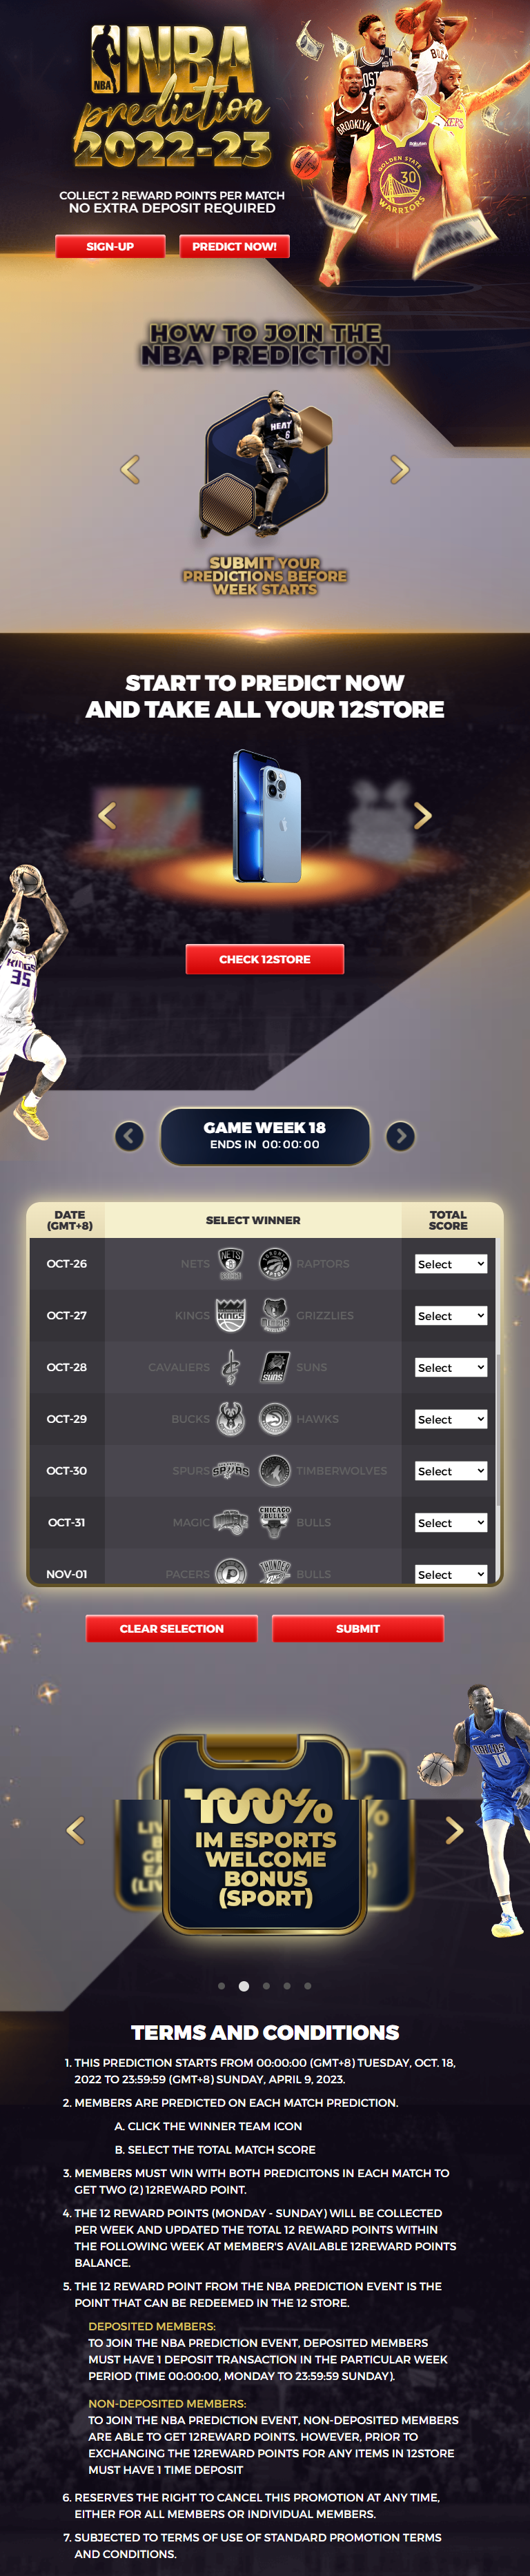 NBA
NBA
prediction
2022-23
COLLECT 2 REWARD POINTS PER MATCH
NO EXTRA DEPOSIT REQUIRED
SIGN-UP
PREDICT NOW!
BROOKLYN
7
GOLDEN STATE
30
WARRIORS
HOW TO JOIN THE
NBA PREDICTION
HEAT
6
SUBMIT YOUR
PREDICTIONS BEFORE
WEEK STARTS
START TO PREDICT NOW
AND TAKE ALL YOUR 12STORE
KINGS
35
CHECK 12STORE
GAME WEEK 18
ENDS IN 00:00:00
DATE
(GMT+8)
SELECT WINNER
TOTAL
SCORE
OCT-26 NETS RAPTORS Select
OCT-27 KINGS GRIZZLIES Select
OCT-28 CAVALIERS SUNS Select
OCT-29 BUCKS HAWKS Select
OCT-30 SPURS TIMBERWOLVES Select
OCT-31 MAGIC BULLS Select
NOV-01 PACERS BULLS Select
CLEAR SELECTION
SUBMIT
DALLAS
10
100%
IM ESPORTS
WELCOME
BONUS
(SPORT)
TERMS AND CONDITIONS
1. THIS PREDICTION STARTS FROM 00:00:00 (GMT+8) TUESDAY, OCT. 18,
2022 TO 23:59:59 (GMT+8) SUNDAY, APRIL 9, 2023.
2. MEMBERS ARE PREDICTED ON EACH MATCH PREDICTION.
A. CLICK THE WINNER TEAM ICON
B. SELECT THE TOTAL MATCH SCORE
3. MEMBERS MUST WIN WITH BOTH PREDICITONS IN EACH MATCH TO
GET TWO (2) 12REWARD POINT.
4. THE 12 REWARD POINTS (MONDAY - SUNDAY) WILL BE COLLECTED
PER WEEK AND UPDATED THE TOTAL 12 REWARD POINTS WITHIN
THE FOLLOWING WEEK AT MEMBER'S AVAILABLE 12REWARD POINTS
BALANCE.
5. THE 12 REWARD POINT FROM THE NBA PREDICTION EVENT IS THE
POINT THAT CAN BE REDEEMED IN THE 12 STORE.
DEPOSITED MEMBERS:
TO JOIN THE NBA PREDICTION EVENT, DEPOSITED MEMBERS
MUST HAVE 1 DEPOSIT TRANSACTION IN THE PARTICULAR WEEK
PERIOD (TIME 00:00:00, MONDAY TO 23:59:59 SUNDAY).
NON-DEPOSITED MEMBERS:
TO JOIN THE NBA PREDICTION EVENT, NON-DEPOSITED MEMBERS
ARE ABLE TO GET 12REWARD POINTS. HOWEVER, PRIOR TO
EXCHANGING THE 12REWARD POINTS FOR ANY ITEMS IN 12STORE
MUST HAVE 1 TIME DEPOSIT
6. RESERVES THE RIGHT TO CANCEL THIS PROMOTION AT ANY TIME,
EITHER FOR ALL MEMBERS OR INDIVIDUAL MEMBERS.
7. SUBJECTED TO TERMS OF USE OF STANDARD PROMOTION TERMS
AND CONDITIONS.